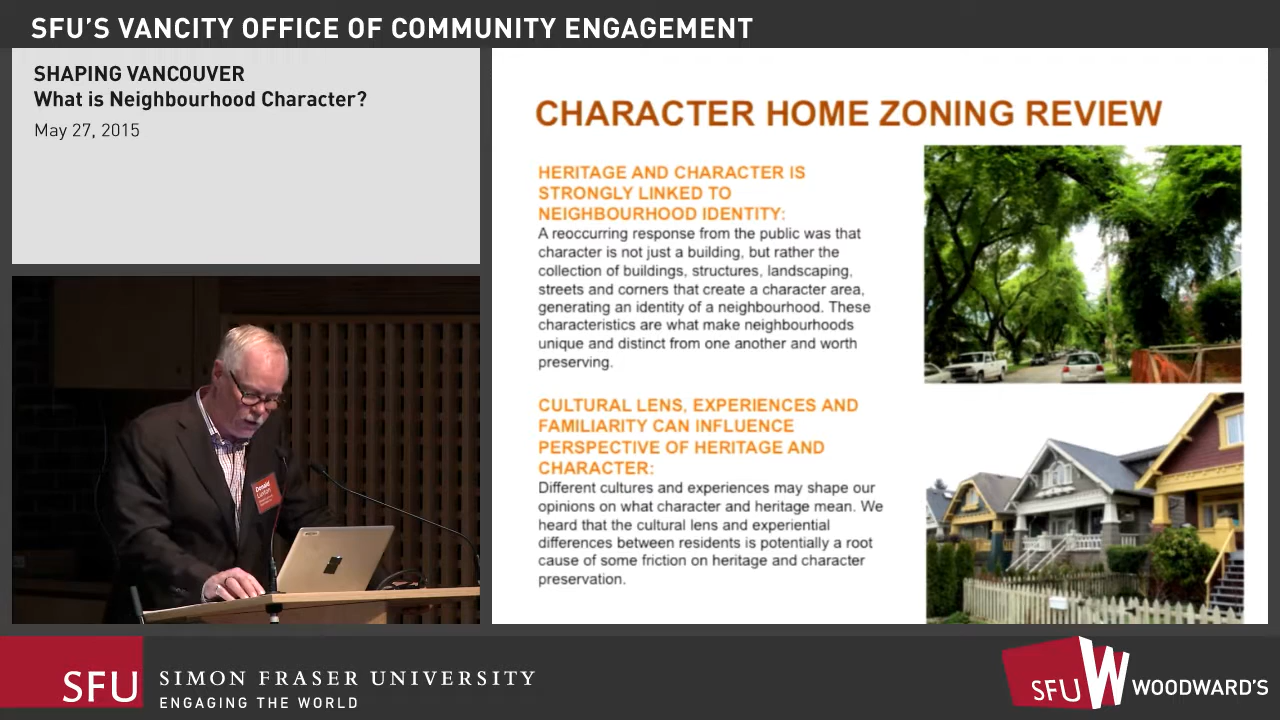 SFU'S VANCITY OFFICE OF COMMUNITY ENGAGEMENT
SHAPING VANCOUVER
What is Neighbourhood Character?
May 27, 2015
CHARACTER HOME ZONING REVIEW
HERITAGE AND CHARACTER IS
STRONGLY LINKED TO
NEIGHBOURHOOD IDENTITY:
A reoccurring response from the public was that
character is not just a building, but rather the
collection of buildings, structures, landscaping,
streets and corners that create a character area,
generating an identity of a neighbourhood. These
characteristics are what make neighbourhoods
unique and distinct from one another and worth
preserving.
CULTURAL LENS, EXPERIENCES AND
FAMILIARITY CAN INFLUENCE
PERSPECTIVE OF HERITAGE AND
CHARACTER:
Different cultures and experiences may shape our
opinions on what character and heritage mean. We
heard that the cultural lens and experiential
differences between residents is potentially a root
cause of some friction on heritage and character
preservation.
SFU
SIMON FRASER UNIVERSITY
ENGAGING THE WORLD
SFU W WOODWARD'S